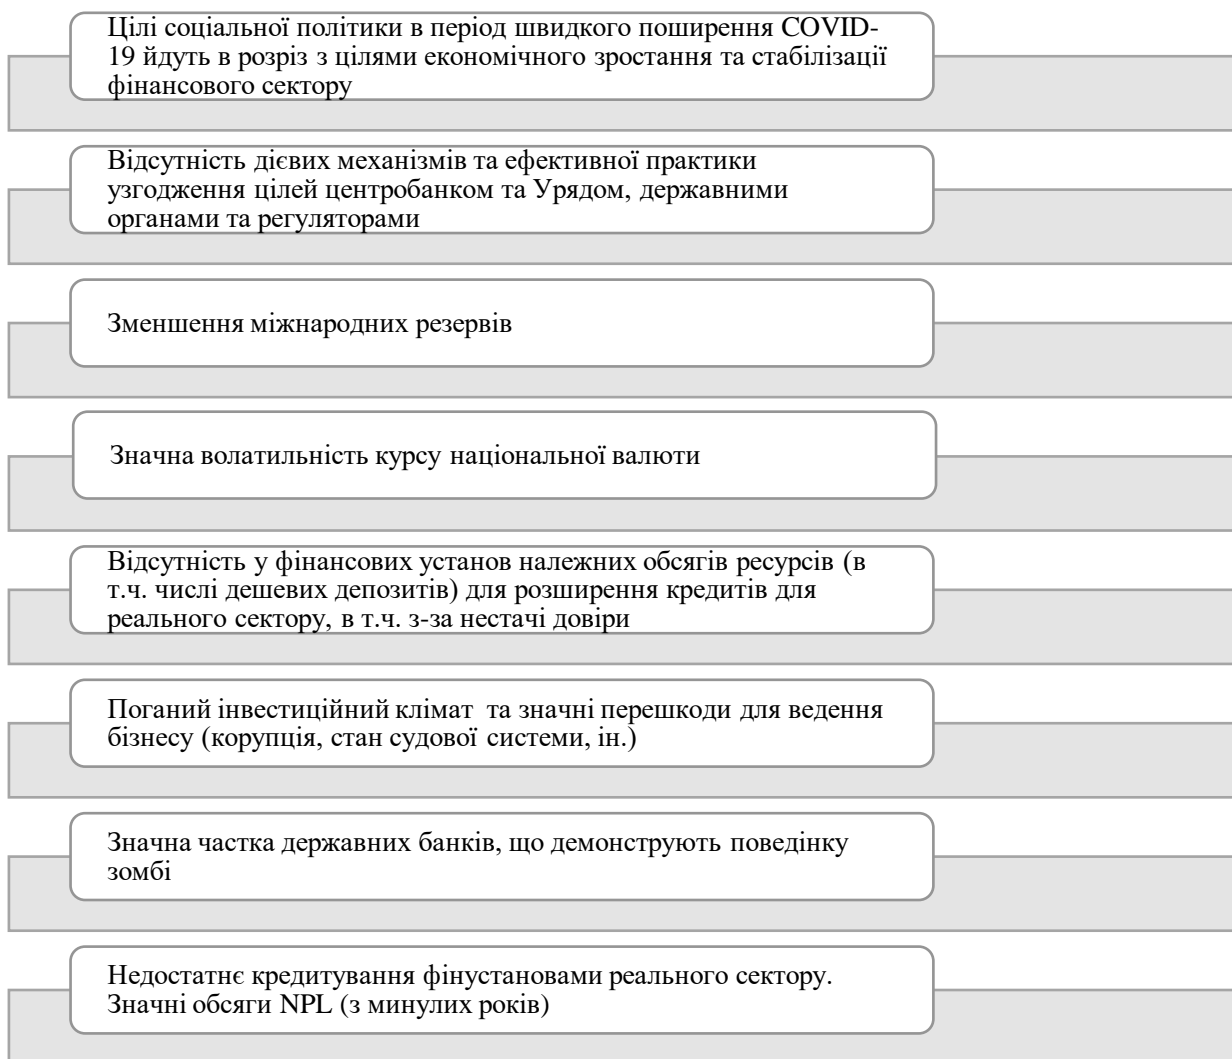 Цілі соціальної політики в період швидкого поширення COVID-
19 йдуть в розріз з цілями економічного зростання та стабілізації
фінансового сектору
Відсутність дієвих механізмів та ефективної практики
узгодження цілей центробанком та Урядом, державними
органами та регуляторами
Зменшення міжнародних резервів
Значна волатильність курсу національної валюти
Відсутність у фінансових установ належних обсягів ресурсів (в
т.ч. числі дешевих депозитів) для розширення кредитів для
реального сектору, в т.ч. з-за нестачі довіри
Поганий інвестиційний клімат та значні перешкоди для ведення
бізнесу (корупція, стан судової системи, ін.)
Значна частка державних банків, що демонструють поведінку
зомбі
Недостатнє кредитування фінустановами реального сектору.
Значні обсяги NPL (з минулих років)